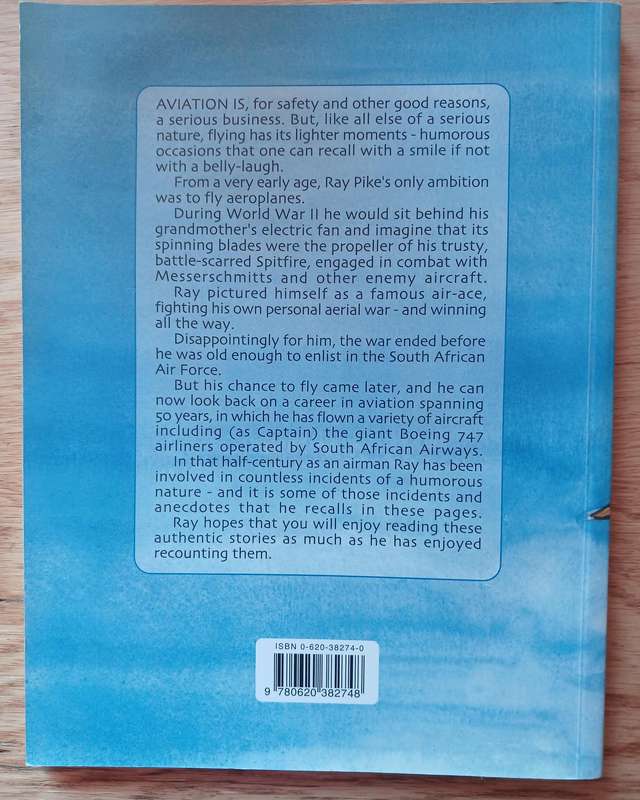 AVIATION IS, for safety and other good reasons,
a serious business. But, like all else of a serious
nature, flying has its lighter moments - humorous
occasions that one can recall with a smile if not
with a belly-laugh.
From a very early age, Ray Pike's only ambition
was to fly aeroplanes.
During World War II he would sit behind his
grandmother's electric fan and imagine that its
spinning blades were the propeller of his trusty,
battle-scarred Spitfire, engaged in combat with
Messerschmitts and other enemy aircraft.
Ray pictured himself as a famous air-ace,
fighting his own personal aerial war - and winning
all the way.
Disappointingly for him, the war ended before
he was old enough to enlist in the South African
Air Force.
But his chance to fly came later, and he can
now look back on a career in aviation spanning
50 years, in which he has flown a variety of aircraft
including (as Captain) the giant Boeing 747
airliners operated by South African Airways.
In that half-century as an airman Ray has been
involved in countless incidents of a humorous
nature - and it is some of those incidents and
anecdotes that he recalls in these pages.
Ray hopes that you will enjoy reading these
authentic stories as much as he has enjoyed
recounting them.
ISBN 0-620-38274-0
9 780620 382748